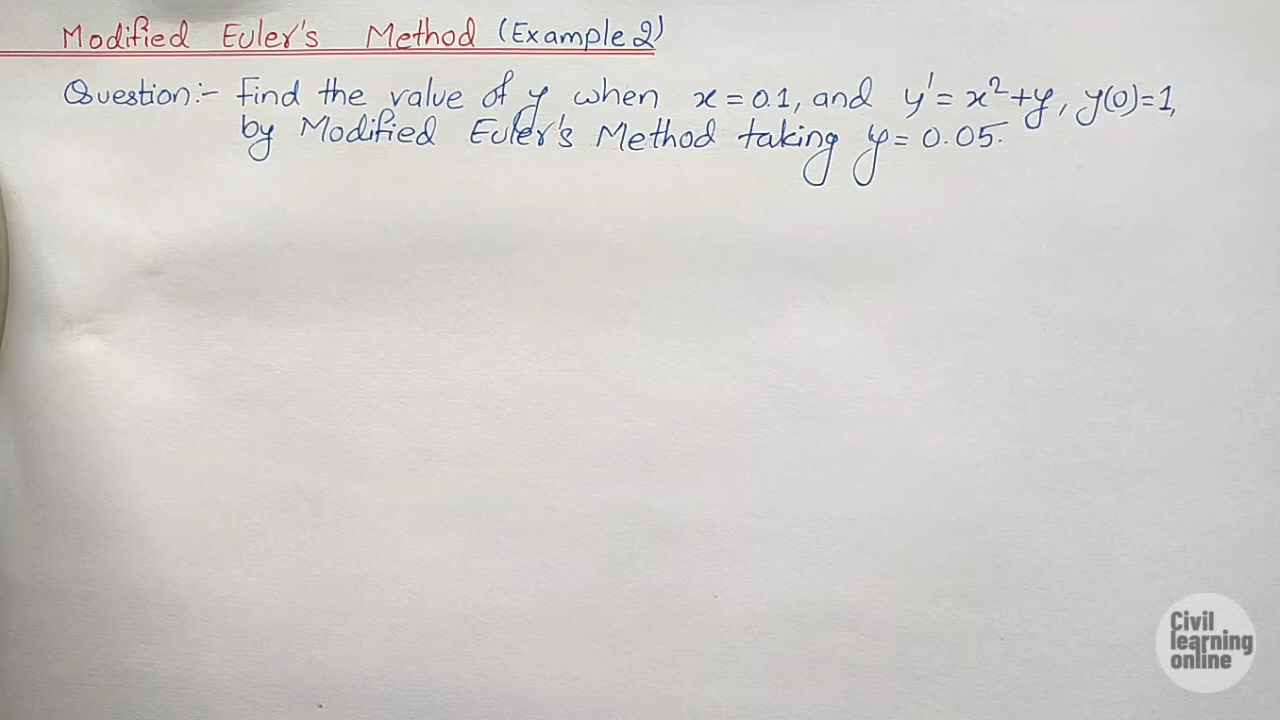 Modified Euler's Method (Example 2)
Question:- Find the value of y when x = 0.1, and y' = x²+y, y(0)=1,
by Modified Euler's Method taking y = 0.05.
Civil
learning
online